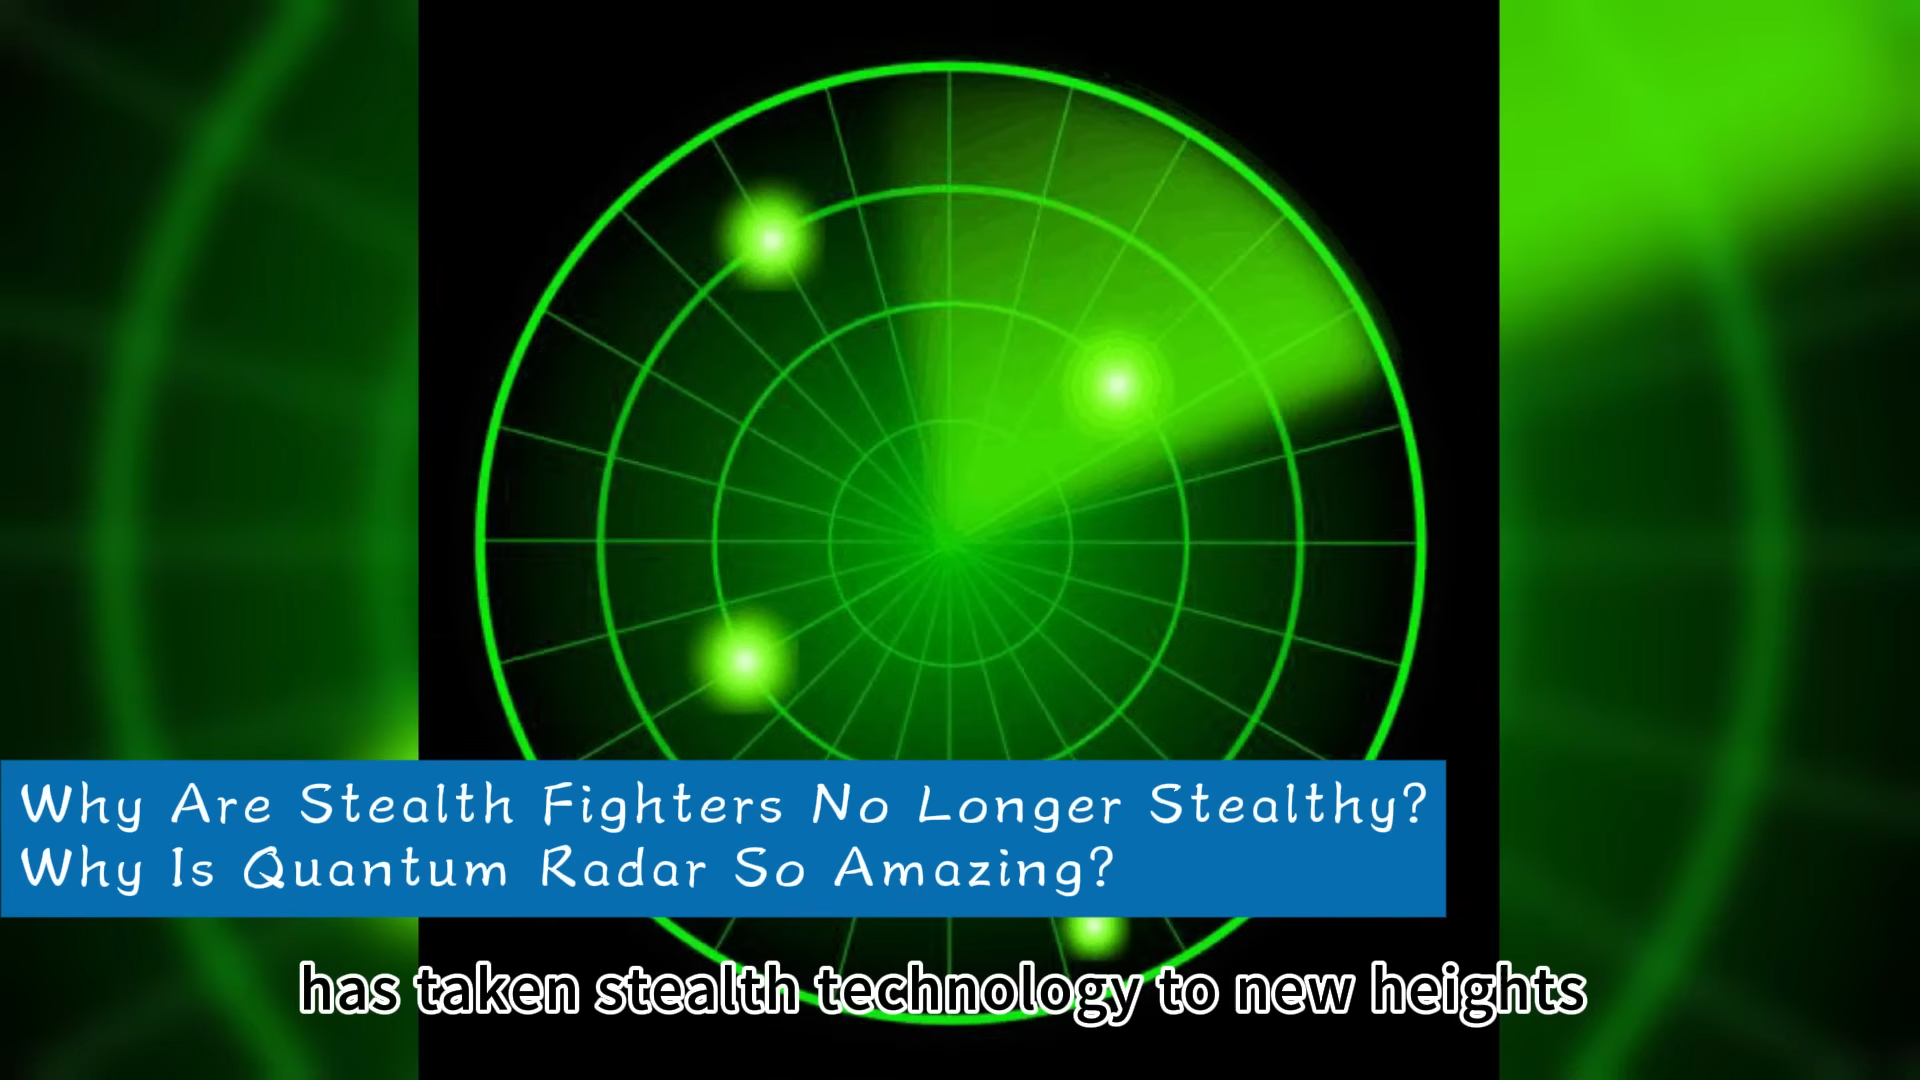 Why Are Stealth Fighters No Longer Stealthy?
Why Is Quantum Radar So Amazing?
has taken stealth technology to new heights